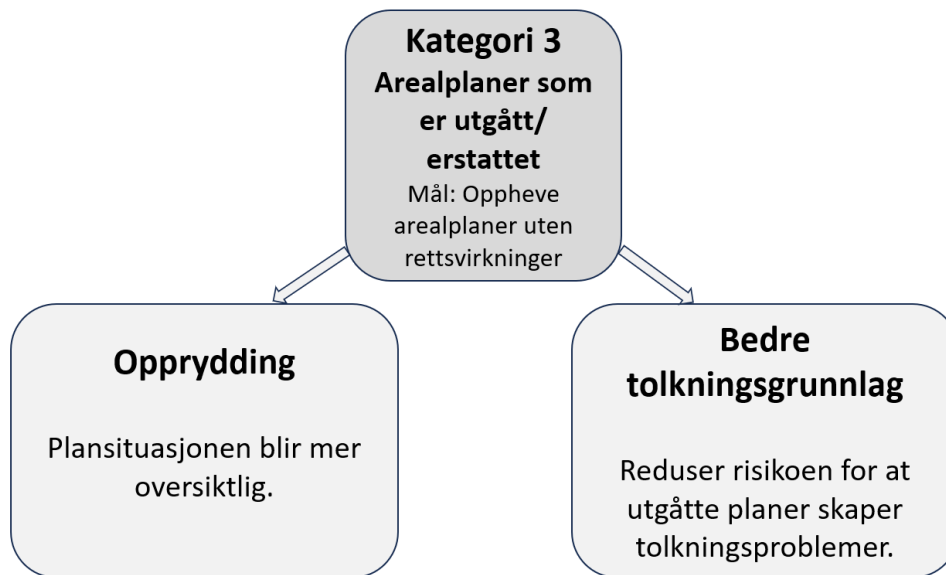 Kategori 3
Arealplaner som
er utgått/
erstattet
Mål: Oppheve
arealplaner uten
rettsvirkninger
Opprydding
Plansituasjonen blir mer
oversiktlig.
Bedre
tolkningsgrunnlag
Reduser risikoen for at
utgåtte planer skaper
tolkningsproblemer.